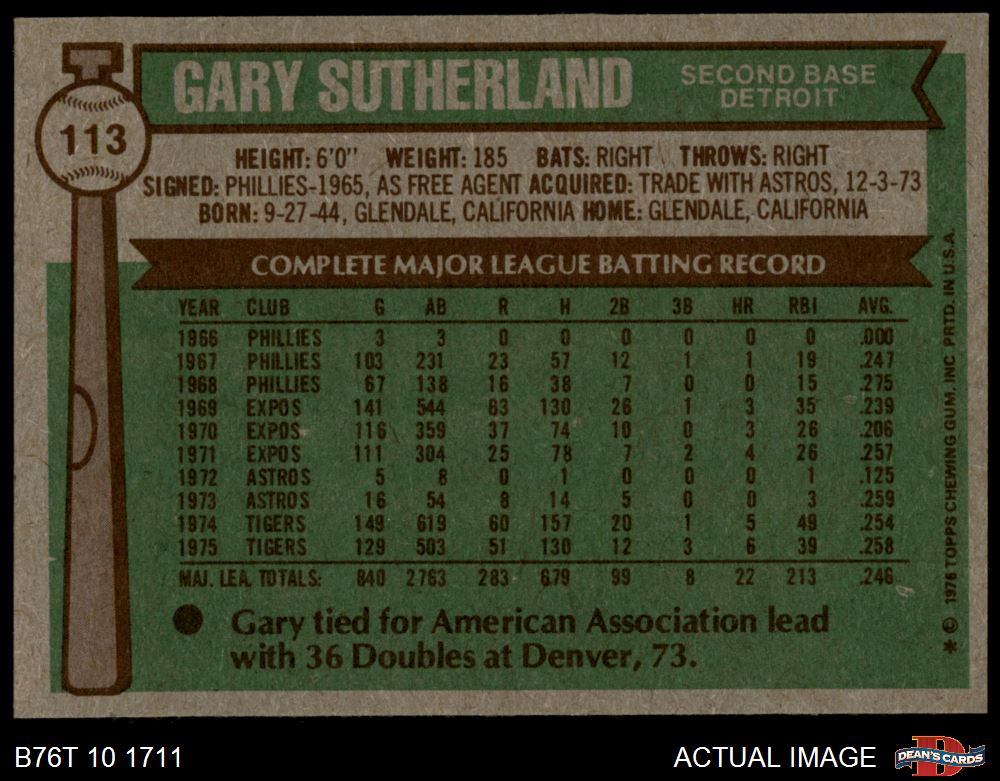 GARY SUTHERLAND
SECOND BASE
DETROIT
113
HEIGHT: 6'0" WEIGHT: 185 BATS: RIGHT THROWS: RIGHT
SIGNED: PHILLIES-1965, AS FREE AGENT ACQUIRED: TRADE WITH ASTROS, 12-3-73
BORN: 9-27-44, GLENDALE, CALIFORNIA HOME: GLENDALE, CALIFORNIA
COMPLETE MAJOR LEAGUE BATTING RECORD
YEAR CLUB G AB R H 2B 3B HR RBI AVG.
1966 PHILLIES 3 3 0 0 0 0 0 0 .000
1967 PHILLIES 103 231 23 57 12 1 1 19 .247
1968 PHILLIES 67 138 16 38 7 0 0 15 .275
1969 EXPOS 141 544 63 130 26 1 3 35 .239
1970 EXPOS 116 359 37 74 10 0 3 26 .206
1971 EXPOS 111 304 25 78 7 2 4 26 .257
1972 ASTROS 5 8 0 1 0 0 0 1 .125
1973 ASTROS 16 54 8 14 5 0 0 3 .259
1974 TIGERS 149 619 60 157 20 1 5 49 .254
1975 TIGERS 129 503 51 130 12 3 6 39 .258
MAJ. LEA. TOTALS: 840 2763 283 679 99 8 22 213 .246
● Gary tied for American Association lead
with 36 Doubles at Denver, 73.
*© 1976 TOPPS CHEWING GUM, INC PRTD. IN U.S.A.
B76T 10 1711
ACTUAL IMAGE
D
DEAN'S CARDS